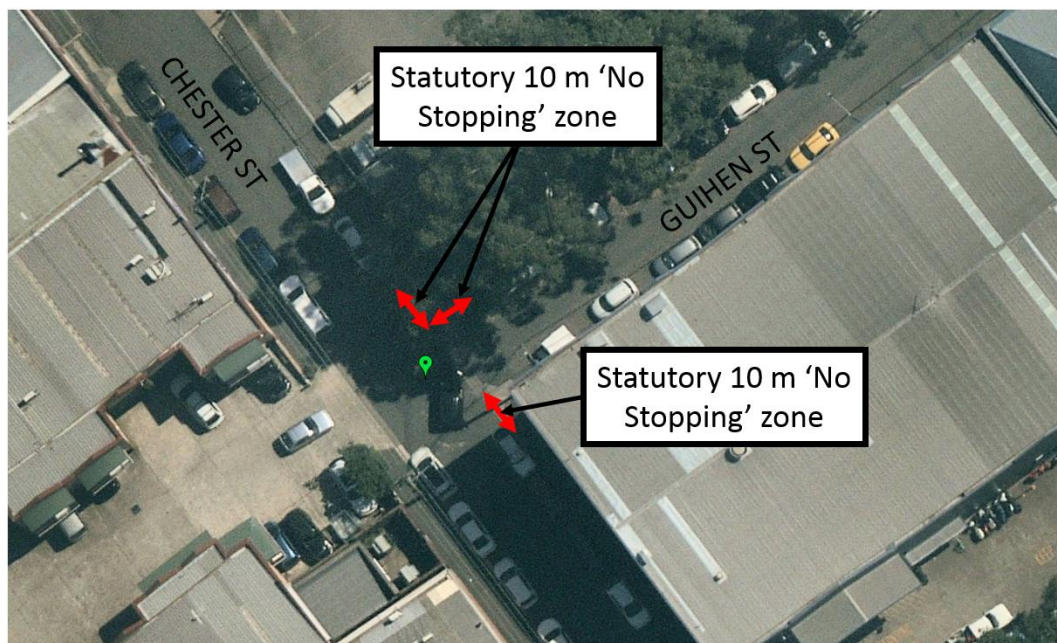 Statutory 10 m ‘No
Stopping’ zone
CHESTER ST
GUIHEN ST
Statutory 10 m ‘No
Stopping’ zone